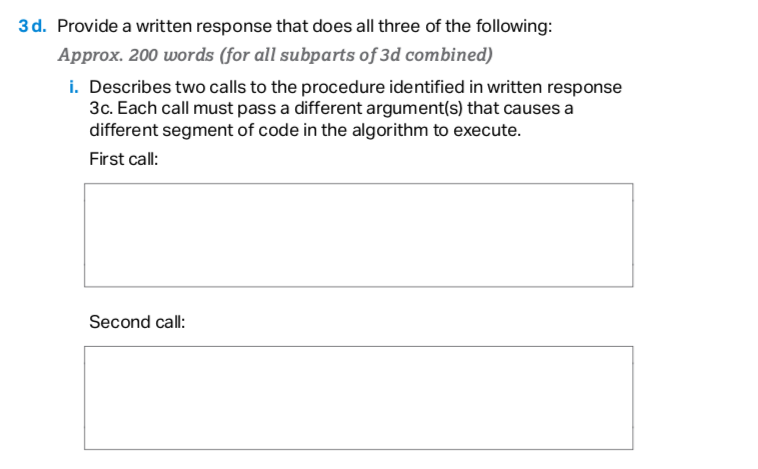 3 d. Provide a written response that does all three of the following:
Approx. 200 words (for all subparts of 3d combined)
i. Describes two calls to the procedure identified in written response
3c. Each call must pass a different argument(s) that causes a
different segment of code in the algorithm to execute.
First call:
Second call: